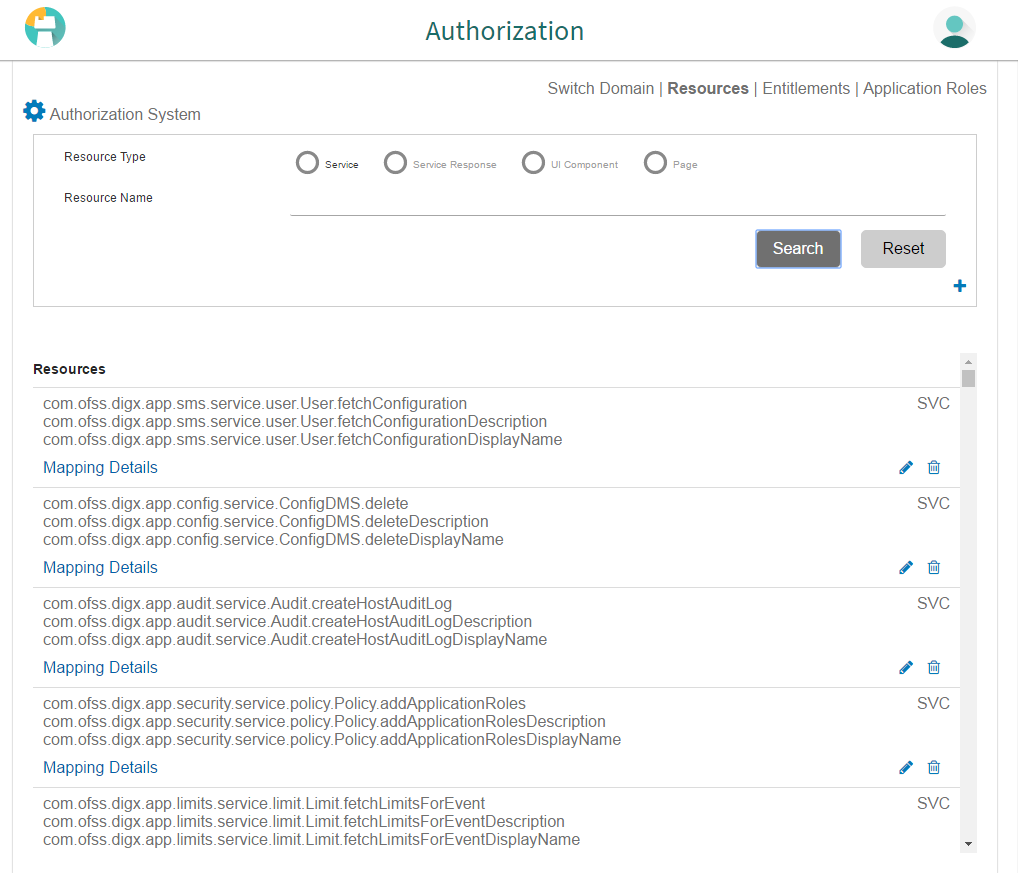 Authorization
Switch Domain | Resources | Entitlements | Application Roles
Authorization System
Resource Type
Service
Service Response
UI Component
Page
Resource Name
Search
Reset
Resources
com.ofss.digx.app.sms.service.user.User.fetchConfiguration
SVC
com.ofss.digx.app.sms.service.user.User.fetchConfigurationDescription
com.ofss.digx.app.sms.service.user.User.fetchConfigurationDisplayName
Mapping Details
com.ofss.digx.app.config.service.ConfigDMS.delete
SVC
com.ofss.digx.app.config.service.ConfigDMS.deleteDescription
com.ofss.digx.app.config.service.ConfigDMS.deleteDisplayName
Mapping Details
com.ofss.digx.app.audit.service.Audit.createHostAuditLog
SVC
com.ofss.digx.app.audit.service.Audit.createHostAuditLogDescription
com.ofss.digx.app.audit.service.Audit.createHostAuditLogDisplayName
Mapping Details
com.ofss.digx.app.security.service.policy.Policy.addApplicationRoles
SVC
com.ofss.digx.app.security.service.policy.Policy.addApplicationRolesDescription
com.ofss.digx.app.security.service.policy.Policy.addApplicationRolesDisplayName
Mapping Details
com.ofss.digx.app.limits.service.limit.Limit.fetchLimitsForEvent
SVC
com.ofss.digx.app.limits.service.limit.Limit.fetchLimitsForEventDescription
com.ofss.digx.app.limits.service.limit.Limit.fetchLimitsForEventDisplayName